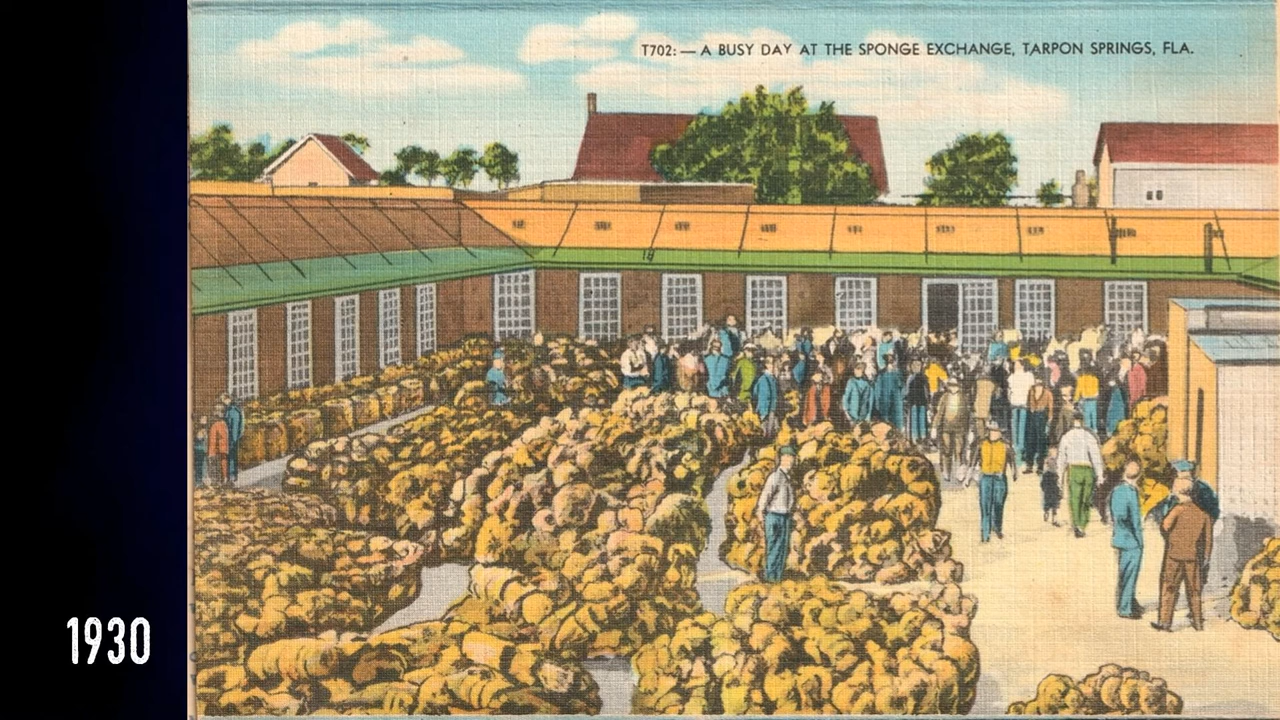 T702: — A BUSY DAY AT THE SPONGE EXCHANGE, TARPON SPRINGS, FLA.
1930